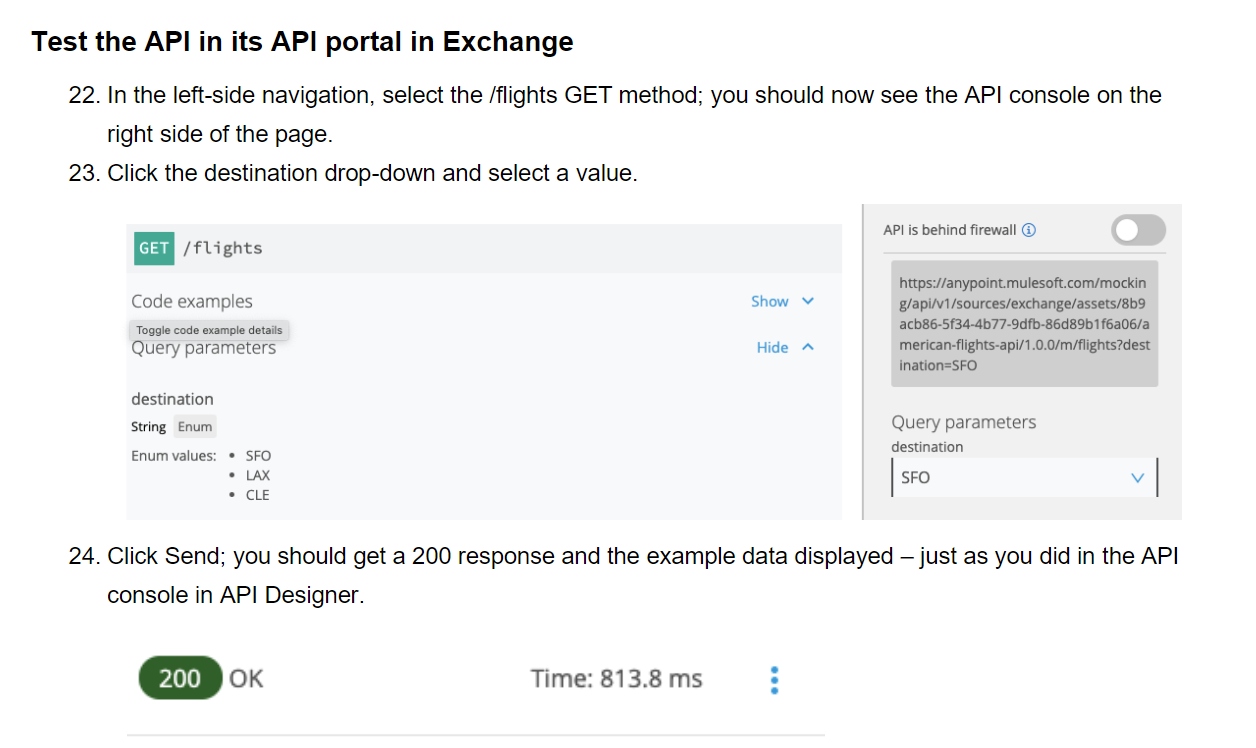 Test the API in its API portal in Exchange
22. In the left-side navigation, select the /flights GET method; you should now see the API console on the
right side of the page.
23. Click the destination drop-down and select a value.
GET /flights
Code examples Show
Toggle code example details
Query parameters Hide
destination
String Enum
Enum values: • SFO
• LAX
• CLE
API is behind firewall
https://anypoint.mulesoft.com/mockin
g/api/v1/sources/exchange/assets/8b9
acb86-5f34-4b77-9dfb-86d89b1f6a06/a
merican-flights-api/1.0.0/m/flights?dest
ination=SFO
Query parameters
destination
SFO
24. Click Send; you should get a 200 response and the example data displayed – just as you did in the API
console in API Designer.
200 OK Time: 813.8 ms